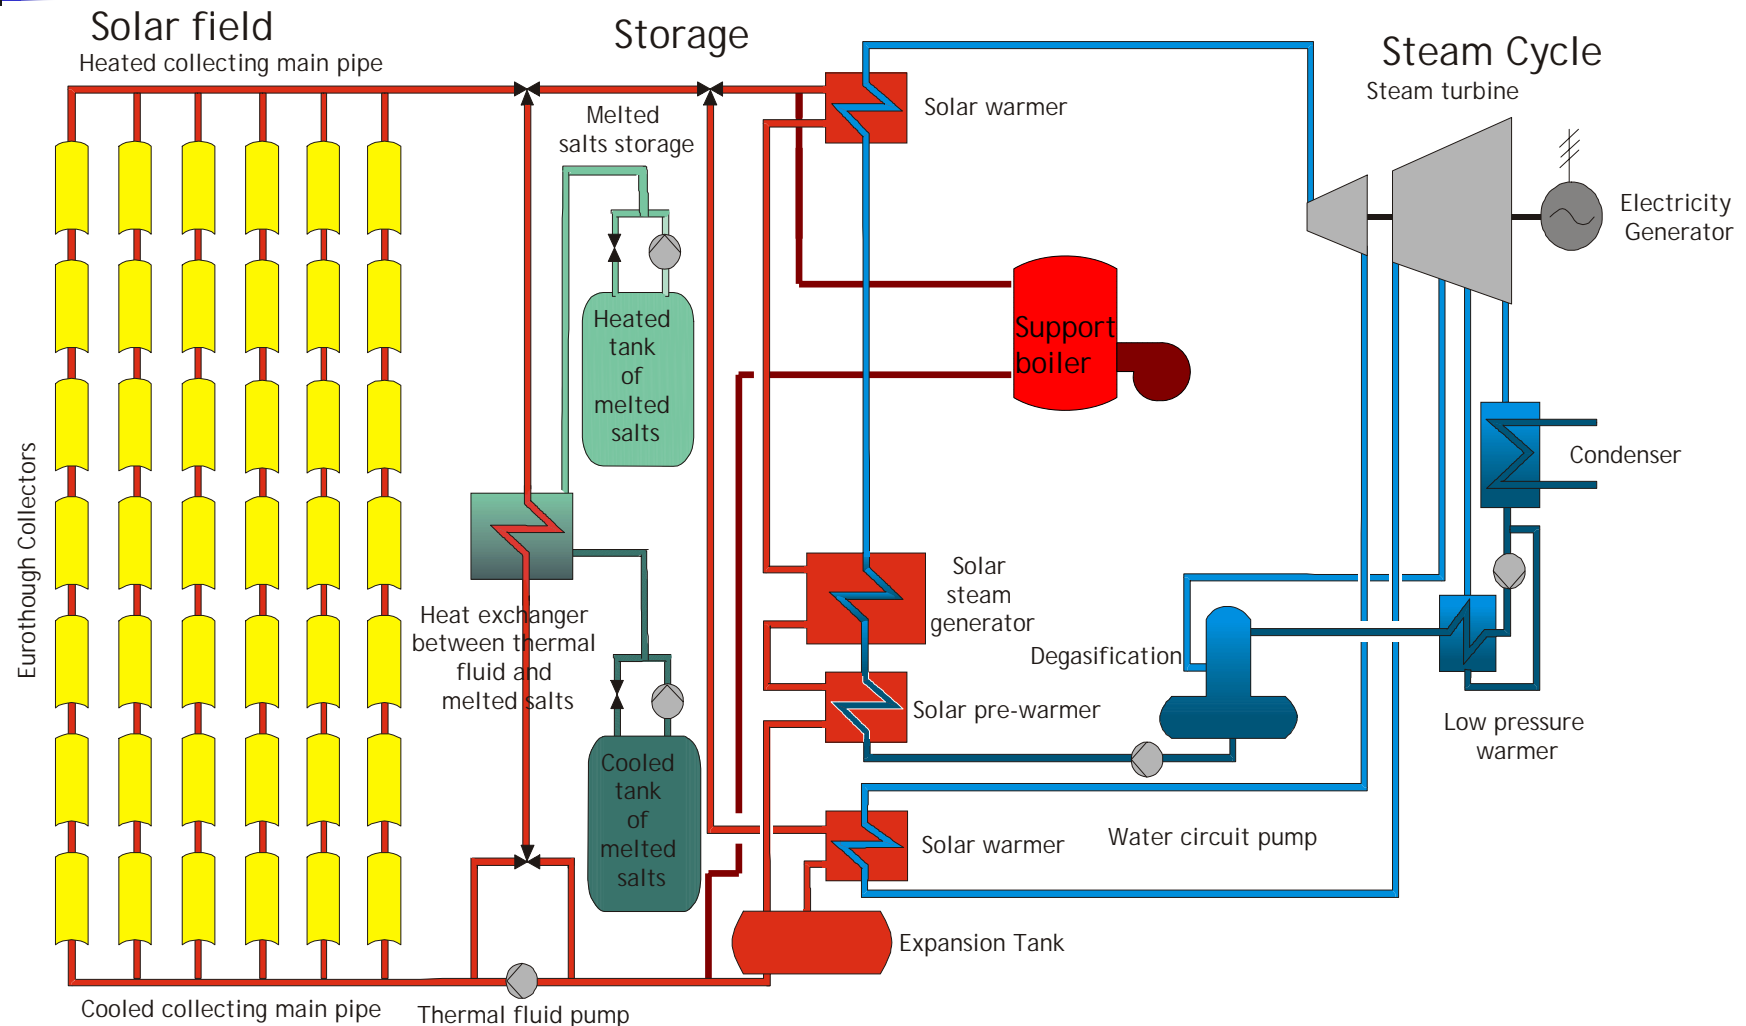 Solar field
Heated collecting main pipe
Storage
Steam Cycle
Steam turbine
Solar warmer
Melted
salts storage
Electricity
Generator
Heated
tank
of
melted
salts
Support
boiler
Condenser
Eurothough Collectors
Solar
steam
generator
Heat exchanger
between thermal
fluid and
melted salts
Degasification
Solar pre-warmer
Low pressure
warmer
Cooled
tank
of
melted
salts
Solar warmer
Water circuit pump
Expansion Tank
Cooled collecting main pipe
Thermal fluid pump